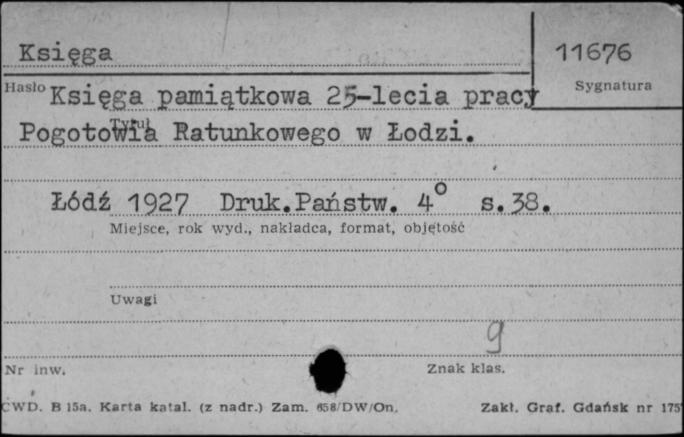 Księga
11676
Hasło
Sygnatura
Księga pamiątkowa 25-lecia pracy
Tytuł
Pogotowia Ratunkowego w Łodzi.
Łódź 1927 Druk.Państw. 4° s.38.
Miejsce, rok wyd., nakładca, format, objętość
Uwagi
9
Nr inw.
Znak klas.
CWD. B 15a. Karta katal. (z nadr.) Zam. 658/DW/On.
Zakł. Graf. Gdańsk nr 175